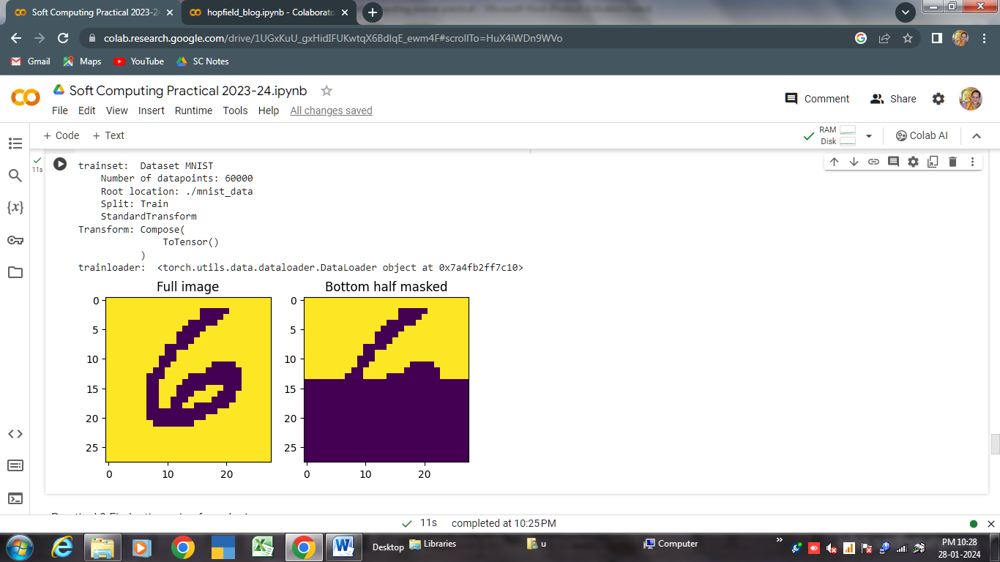 Soft Computing Practical 2023-24
hopfield_blog.ipynb - Colaborato
colab.research.google.com/drive/1UGxKuU_gxHidIFUKwtqX6BdIqE_ewm4F#scrollTo=HuX4iWDn9WVo
Gmail Maps YouTube SC Notes
Soft Computing Practical 2023-24.ipynb
Comment Share
File Edit View Insert Runtime Tools Help All changes saved
+ Code + Text
RAM
Disk
Colab AI
11s
trainset:  Dataset MNIST
    Number of datapoints: 60000
    Root location: ./mnist_data
    Split: Train
    StandardTransform
Transform: Compose(
               ToTensor()
           )
trainloader:  <torch.utils.data.dataloader.DataLoader object at 0x7a4fb2ff7c10>
Full image
0
5
10
15
20
25
0 10 20
Bottom half masked
0
5
10
15
20
25
0 10 20
11s completed at 10:25 PM
Desktop Libraries u Computer
PM 10:28
28-01-2024